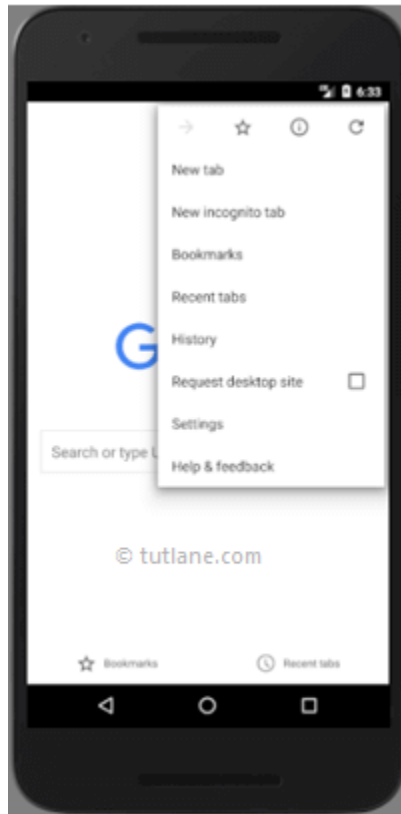 6:33
New tab
New incognito tab
Bookmarks
Recent tabs
History
Request desktop site
Settings
G
Search or type
Help & feedback
© tutlane.com
Bookmarks
Recent tabs